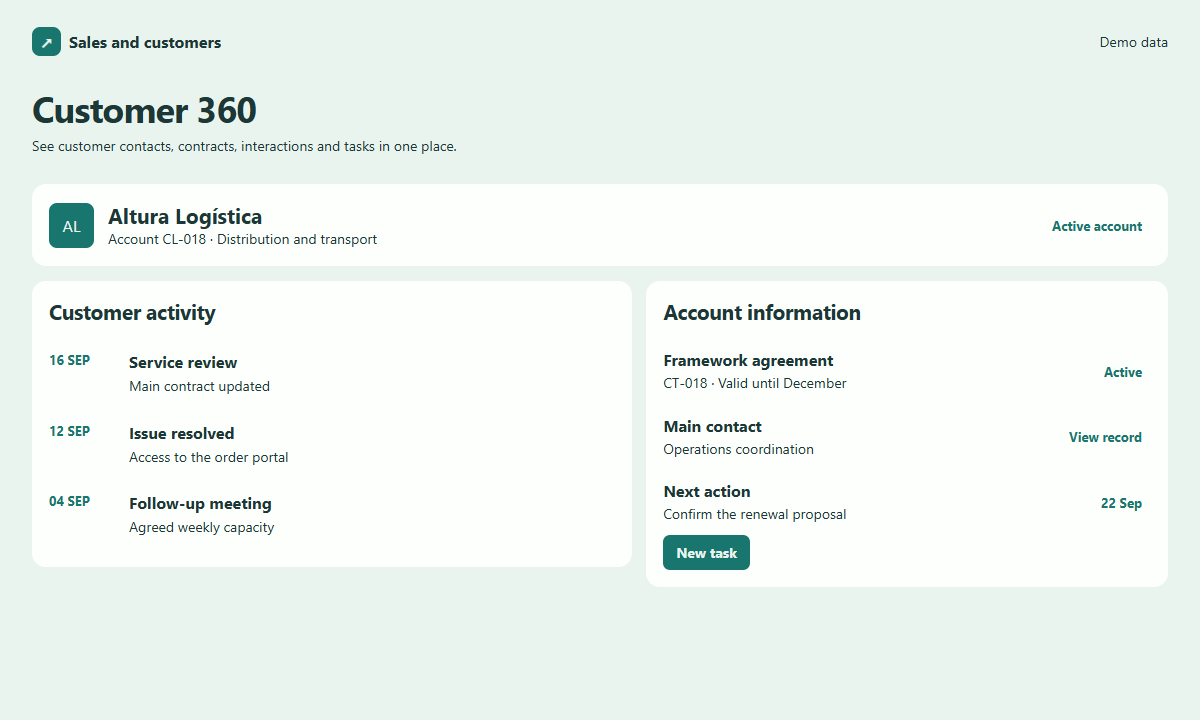 ↗ Sales and customers
Demo data
Customer 360
See customer contacts, contracts, interactions and tasks in one place.
AL
Altura Logística
Account CL-018 · Distribution and transport
Active account
Customer activity
16 SEP
Service review
Main contract updated
12 SEP
Issue resolved
Access to the order portal
04 SEP
Follow-up meeting
Agreed weekly capacity
Account information
Framework agreement
CT-018 · Valid until December
Active
Main contact
Operations coordination
View record
Next action
Confirm the renewal proposal
22 Sep
New task